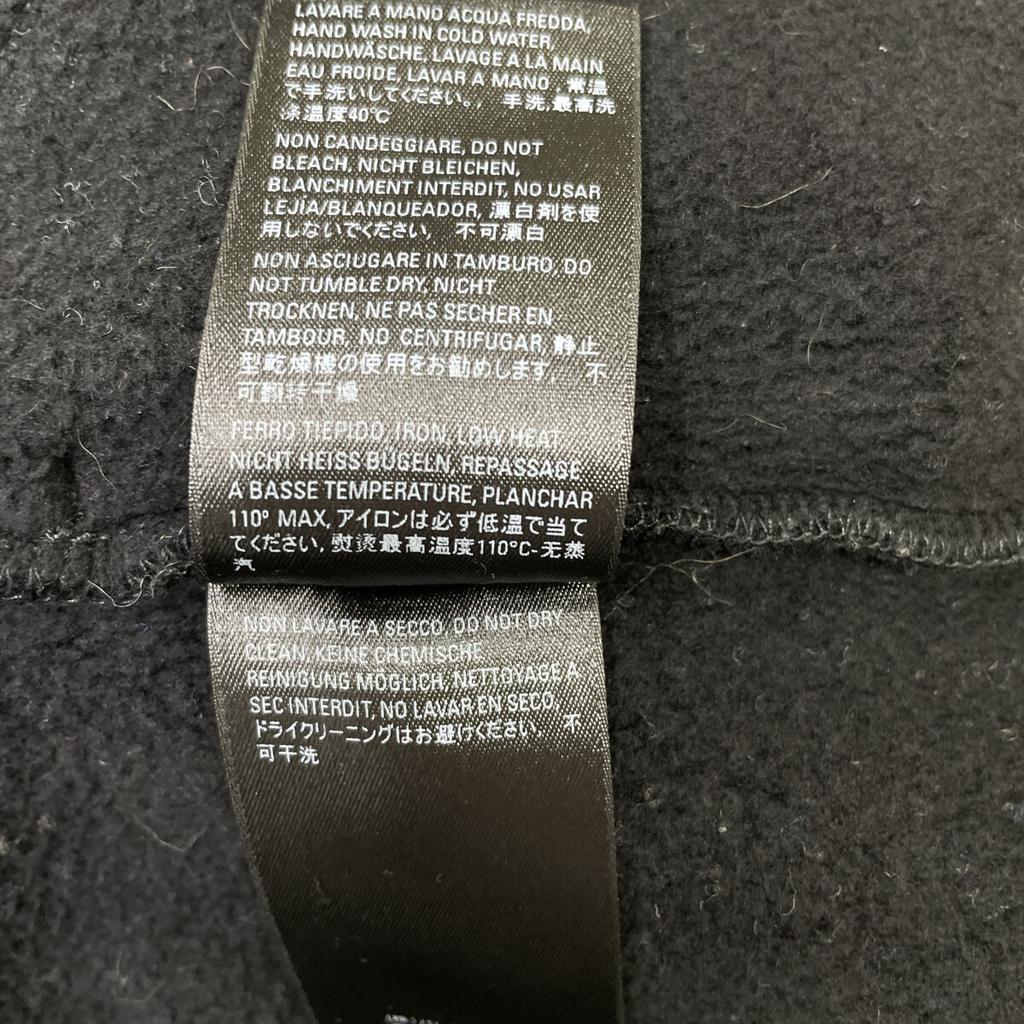 LAVARE A MANO ACQUA FREDDA,
HAND WASH IN COLD WATER,
HANDWÄSCHE, LAVAGE A LA MAIN
EAU FROIDE, LAVAR A MANO, 常温
で手洗いしてください。, 手洗,最高洗
涤温度40℃
NON CANDEGGIARE, DO NOT
BLEACH, NICHT BLEICHEN,
BLANCHIMENT INTERDIT, NO USAR
LEJIA/BLANQUEADOR, 漂白剤を使
用しないでください, 不可漂白
NON ASCIUGARE IN TAMBURO, DO
NOT TUMBLE DRY, NICHT
TROCKNEN, NE PAS SECHER EN
TAMBOUR, NO CENTRIFUGAR, 静止
型乾燥機の使用をお勧めします, 不
可翻转干燥
FERRO TIEPIDO, IRON, LOW HEAT
NICHT HEISS BÜGELN, REPASSAGE
A BASSE TEMPERATURE, PLANCHAR
110° MAX, アイロンは必ず低温で当て
てください, 熨烫最高温度110°C-无蒸
汽
NON LAVARE A SECCO, DO NOT DRY
CLEAN, KEINE CHEMISCHE
REINIGUNG MÖGLICH, NETTOYAGE A
SEC INTERDIT, NO LAVAR EN SECO,
ドライクリーニングはお避けください, 不
可干洗